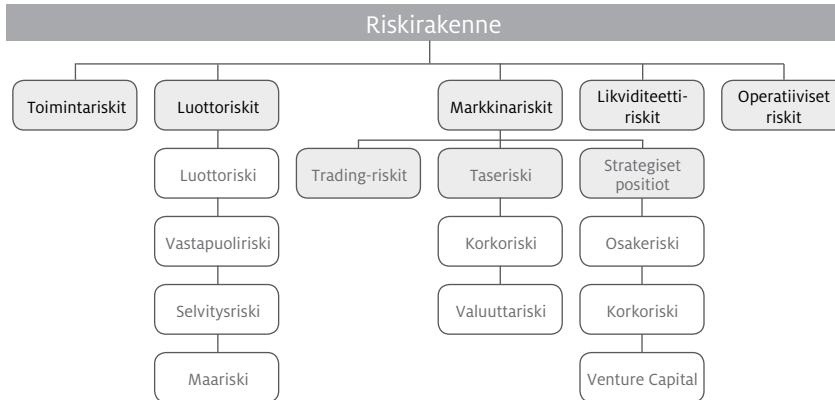 Riskirakenne
Toimintariskit
Luottoriskit
Markkinariskit
Likviditeetti-
riskit
Operatiiviset
riskit
Luottoriski
Trading-riskit
Taseriski
Strategiset
positiot
Vastapuoliriski
Korkoriski
Osakeriski
Selvitysriski
Valuuttariski
Korkoriski
Maariski
Venture Capital